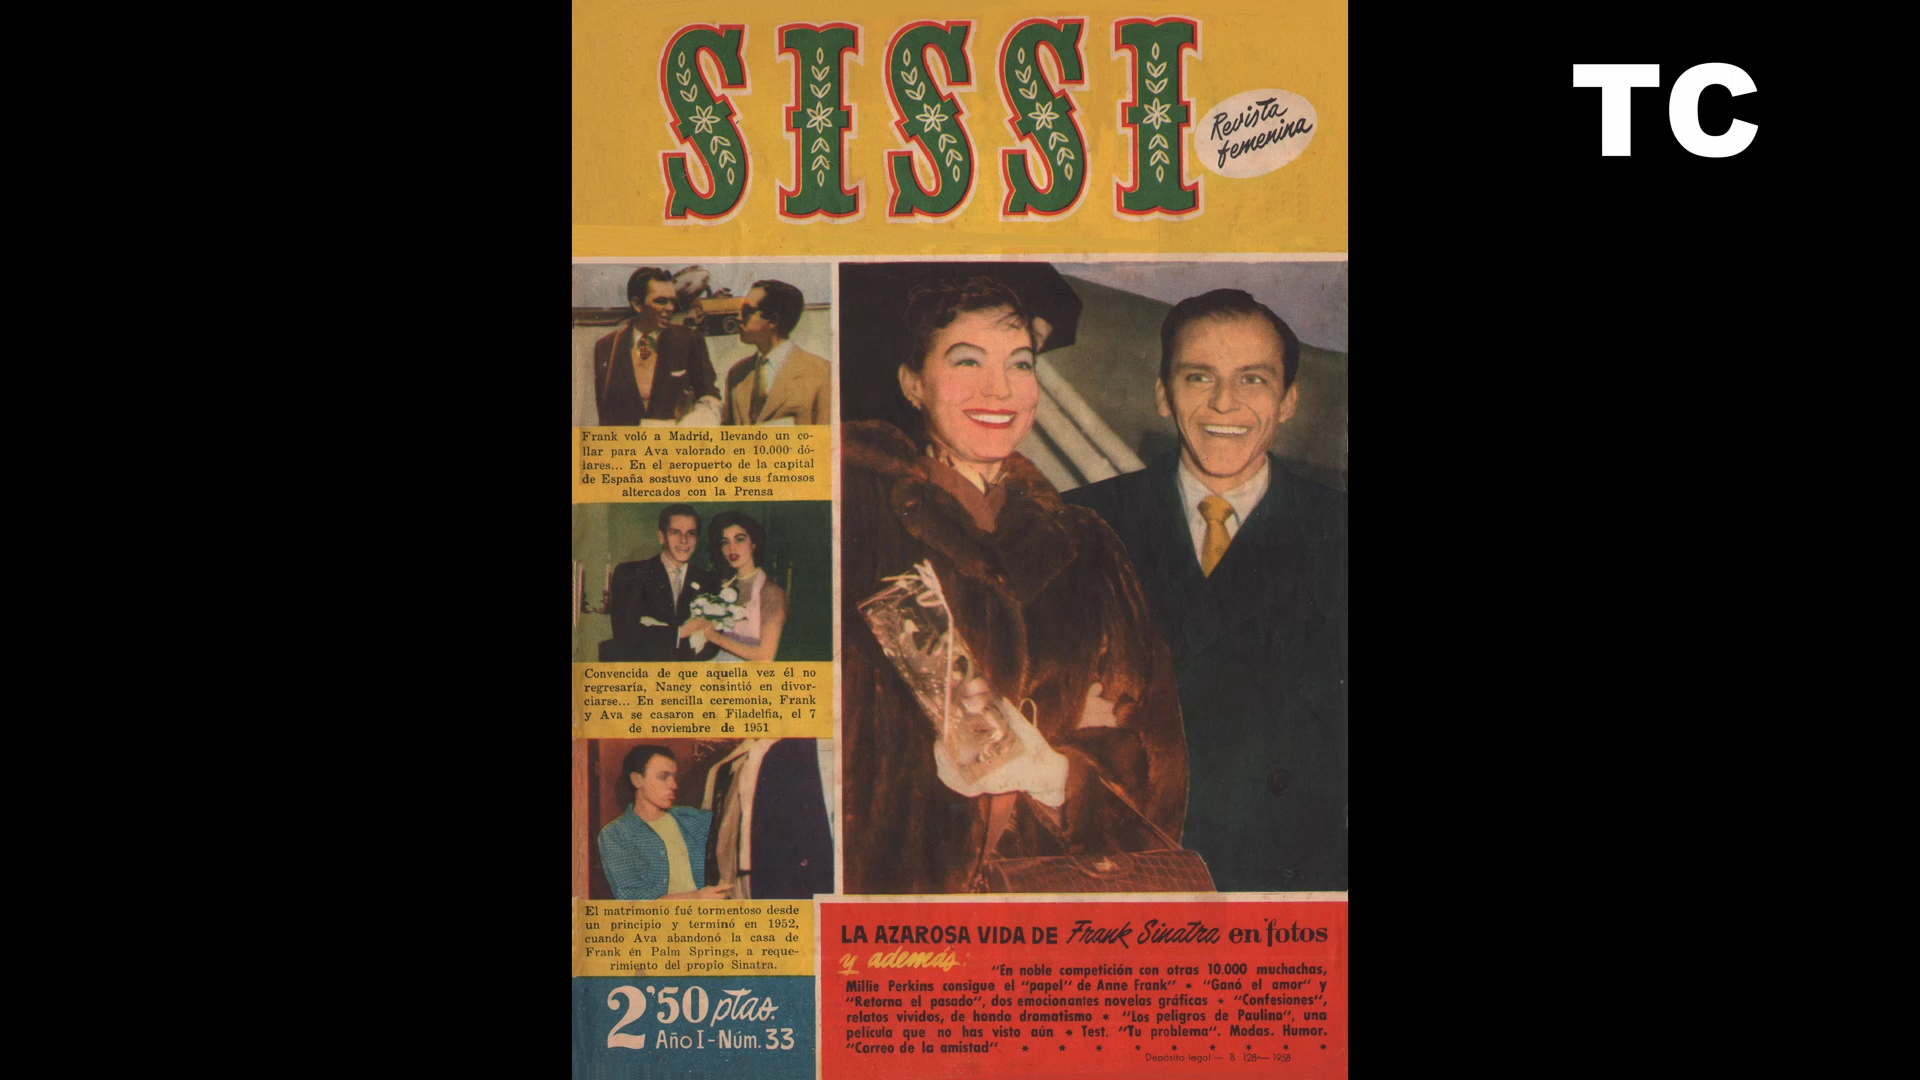 SISSI
Revista
femenina
TC
Frank voló a Madrid, llevando un co-
llar para Ava valorado en 10.000 dó-
lares... En el aeropuerto de la capital
de España sostuvo uno de sus famosos
altercados con la Prensa
Convencida de que aquella vez él no
regresaría, Nancy consintió en divor-
ciarse... En sencilla ceremonia, Frank
y Ava se casaron en Filadelfia, el 7
de noviembre de 1951
El matrimonio fué tormentoso desde
un principio y terminó en 1952,
cuando Ava abandonó la casa de
Frank en Palm Springs, a reque-
rimiento del propio Sinatra.
2'50 ptas.
Año I - Núm. 33
LA AZAROSA VIDA DE Frank Sinatra en fotos
y además:
"En noble competición con otras 10.000 muchachas,
Millie Perkins consigue el "papel" de Anne Frank" * "Ganó el amor" y
"Retorna el pasado", dos emocionantes novelas gráficas * "Confesiones",
relatos vividos, de hondo dramatismo * "Los peligros de Paulina", una
película que no has visto aún * Test. "Tu problema". Modas. Humor.
"Correo de la amistad" * * * * * * * * *
Depósito legal — B 128 — 1958